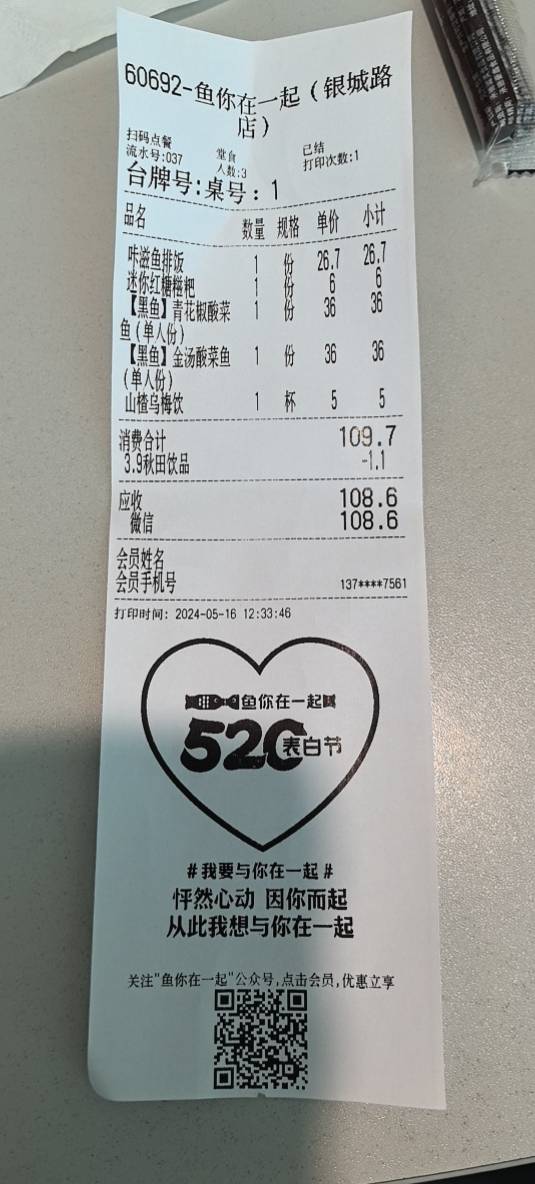 60692-鱼你在一起(银城路
店)
扫码点餐 堂食 已结
流水号:037 人数:3 打印次数:1
台牌号:桌号:1
品名 数量 规格 单价 小计
咔滋鱼排饭 1 份 26.7 26.7
迷你红糖糍粑 1 份 6 6
【黑鱼】青花椒酸菜 1 份 36 36
鱼(单人份)
【黑鱼】金汤酸菜鱼 1 份 36 36
(单人份)
山楂乌梅饮 1 杯 5 5
消费合计 109.7
3.9秋田饮品 -1.1
应收 108.6
微信 108.6
会员姓名
会员手机号 137****7561
打印时间: 2024-05-16 12:33:46
鱼你在一起
520表白节
#我要与你在一起#
怦然心动 因你而起
从此我想与你在一起
关注"鱼你在一起"公众号,点击会员,优惠立享